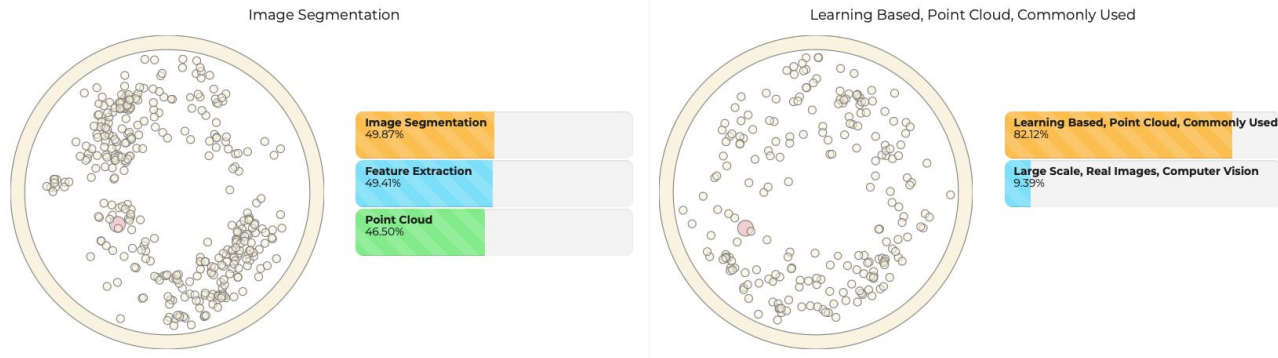 Image Segmentation
Image Segmentation
49.87%
Feature Extraction
49.41%
Point Cloud
46.50%
Learning Based, Point Cloud, Commonly Used
Learning Based, Point Cloud, Commonly Used
82.12%
Large Scale, Real Images, Computer Vision
9.39%